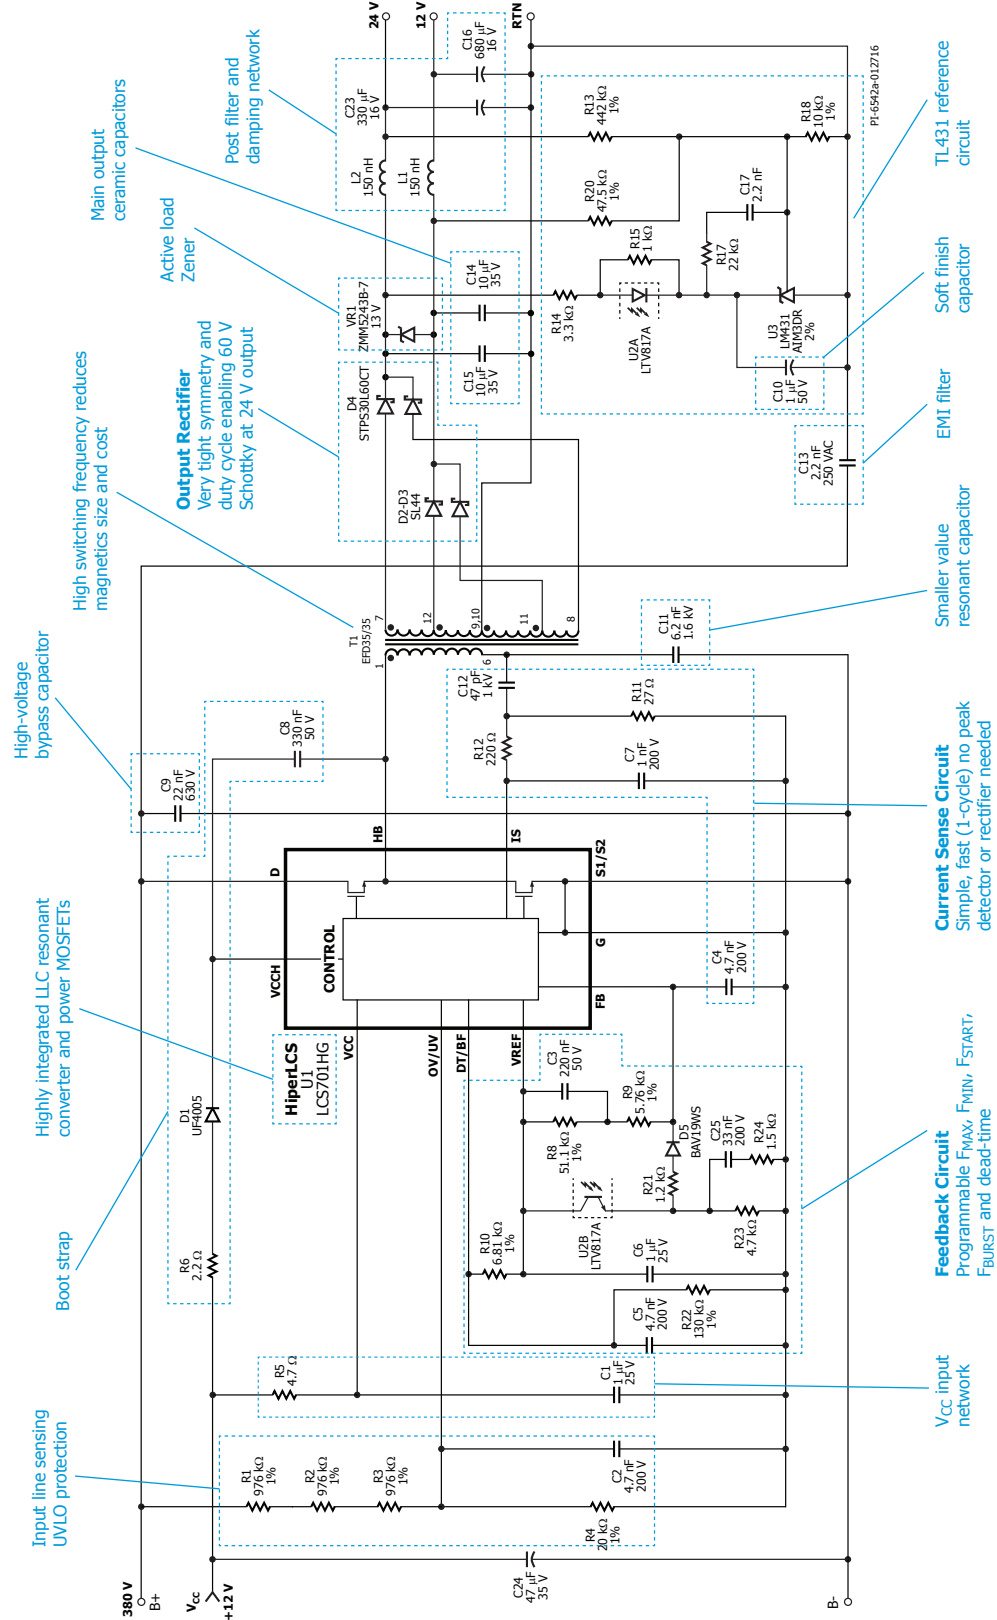 Input line sensing
UVLO protection
Boot strap
Highly integrated LLC resonant
converter and power MOSFETs
High-voltage
bypass capacitor
High switching frequency reduces
magnetics size and cost
Output Rectifier
Very tight symmetry and
duty cycle enabling 60 V
Schottky at 24 V output
Active load
Zener
Main output
ceramic capacitors
Post filter and
damping network
380 V
B+
VCC
+12 V
B-
C24
47 µF
35 V
R1
976 kΩ
1%
R2
976 kΩ
1%
R3
976 kΩ
1%
R4
20 kΩ
1%
C2
4.7 nF
200 V
R5
4.7 Ω
C1
1 µF
25 V
R6
2.2 Ω
D1
UF4005
C5
4.7 nF
200 V
R22
130 kΩ
1%
R10
6.81 kΩ
1%
C6
1 µF
25 V
U2B
LTV817A
R23
4.7 kΩ
R21
1.2 kΩ
D5
BAV19WS
C25
33 nF
200 V
R24
1.5 kΩ
R8
51.1 kΩ
1%
C3
220 nF
50 V
R9
5.76 kΩ
1%
HiperLCS
U1
LCS701HG
VCC
OV/UV
DT/BF
VREF
VCCH
CONTROL
FB
G
D
HB
IS
S1/S2
C4
4.7 nF
200 V
C9
22 nF
630 V
C8
330 nF
50 V
C7
1 nF
200 V
R12
220 Ω
R11
27 Ω
C12
47 pF
1 kV
C11
6.2 nF
1.6 kV
T1
EFD35/35
1
6
7
12
9,10
11
8
D2-D3
SL44
D4
STPS30L60CT
VR1
ZMM5243B-7
13 V
C15
10 µF
35 V
C14
10 µF
35 V
L2
150 nH
L1
150 nH
C23
330 µF
16 V
C16
680 µF
16 V
24 V
12 V
RTN
C13
2.2 nF
250 VAC
C10
1 µF
50 V
R14
3.3 kΩ
U2A
LTV817A
R15
1 kΩ
U3
LM431
AIM3DR
2%
R17
22 kΩ
C17
2.2 nF
R20
47.5 kΩ
1%
R13
442 kΩ
1%
R18
10 kΩ
1%
PI-6542a-012716
VCC input
network
Feedback Circuit
Programmable FMAX, FMIN, FSTART,
FBURST and dead-time
Current Sense Circuit
Simple, fast (1-cycle) no peak
detector or rectifier needed
Smaller value
resonant capacitor
EMI filter
Soft finish
capacitor
TL431 reference
circuit